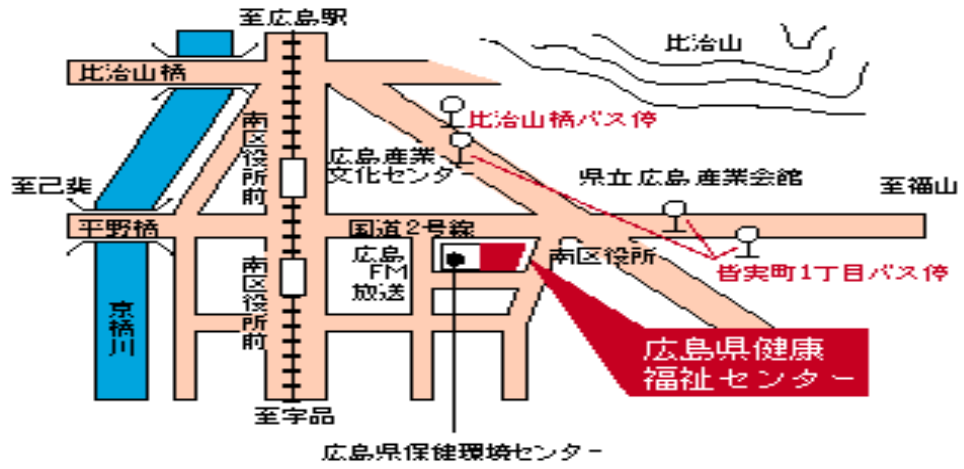 至広島駅
比治山
比治山橋
比治山橋バス停
南区役所前
広島産業
文化センター
県立広島産業会館
至己斐
至福山
平野橋
国道2号線
広島
FM
放送
南区役所
皆実町1丁目バス停
南区役所前
京橋川
広島県健康
福祉センター
至宇品
広島県保健環境センター